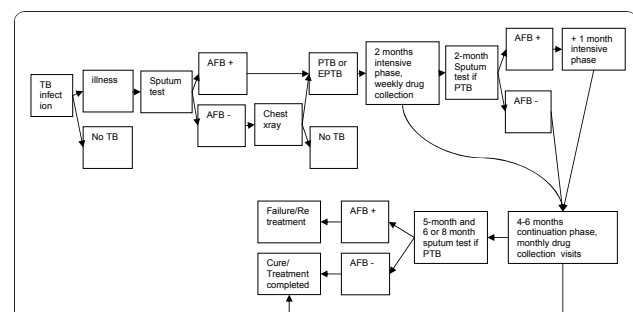 TB
infect
ion
illness
No TB
Sputum
test
AFB +
AFB -
Chest
xray
PTB or
EPTB
No TB
2 months
intensive
phase,
weekly drug
collection
2-month
Sputum
test if
PTB
AFB +
AFB -
+ 1 month
intensive
phase
Failure/Re
treatment
AFB +
5-month and
6 or 8 month
sputum test if
PTB
4-6 months
continuation phase,
monthly drug
collection visits
Cure/
Treatment
completed
AFB -